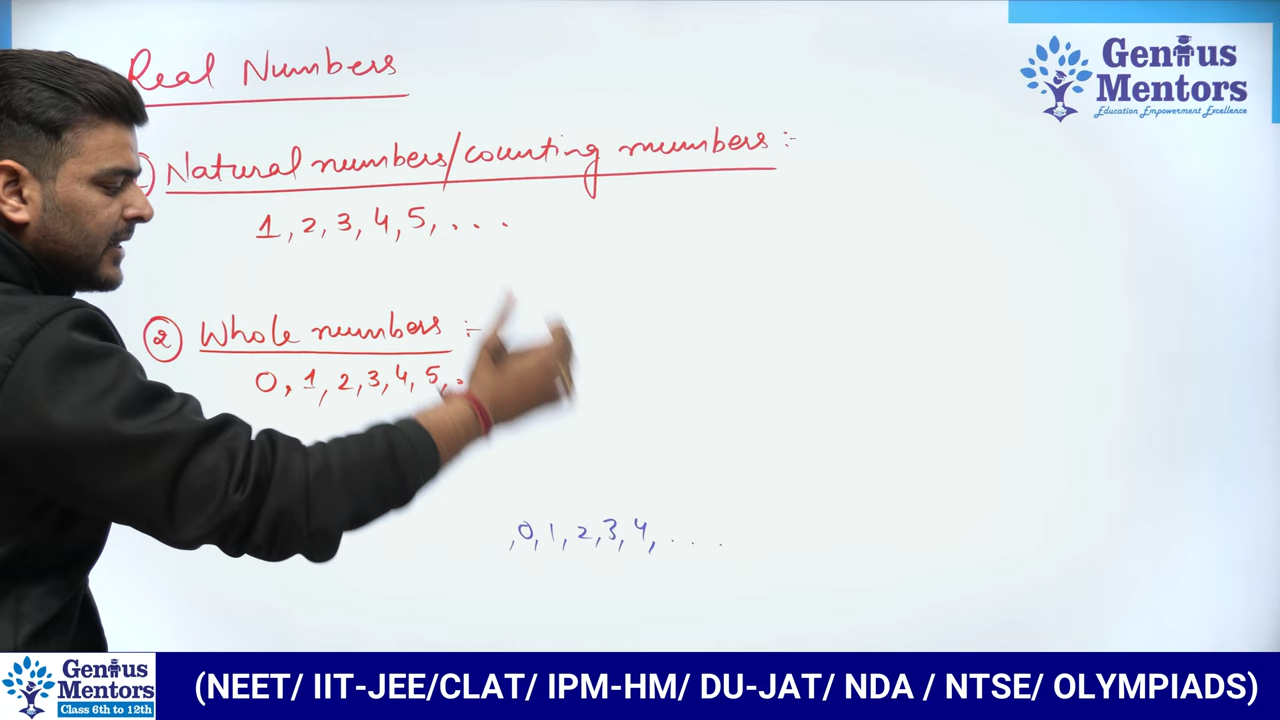 Real Numbers
Genius
Mentors
Education Empowerment Excellence
) Natural numbers/counting numbers :-
1, 2, 3, 4, 5, . . .
② Whole numbers :-
0, 1, 2, 3, 4, 5, .
, 0, 1, 2, 3, 4, . . .
Genius
Mentors
Class 6th to 12th
(NEET/ IIT-JEE/CLAT/ IPM-HM/ DU-JAT/ NDA / NTSE/ OLYMPIADS)